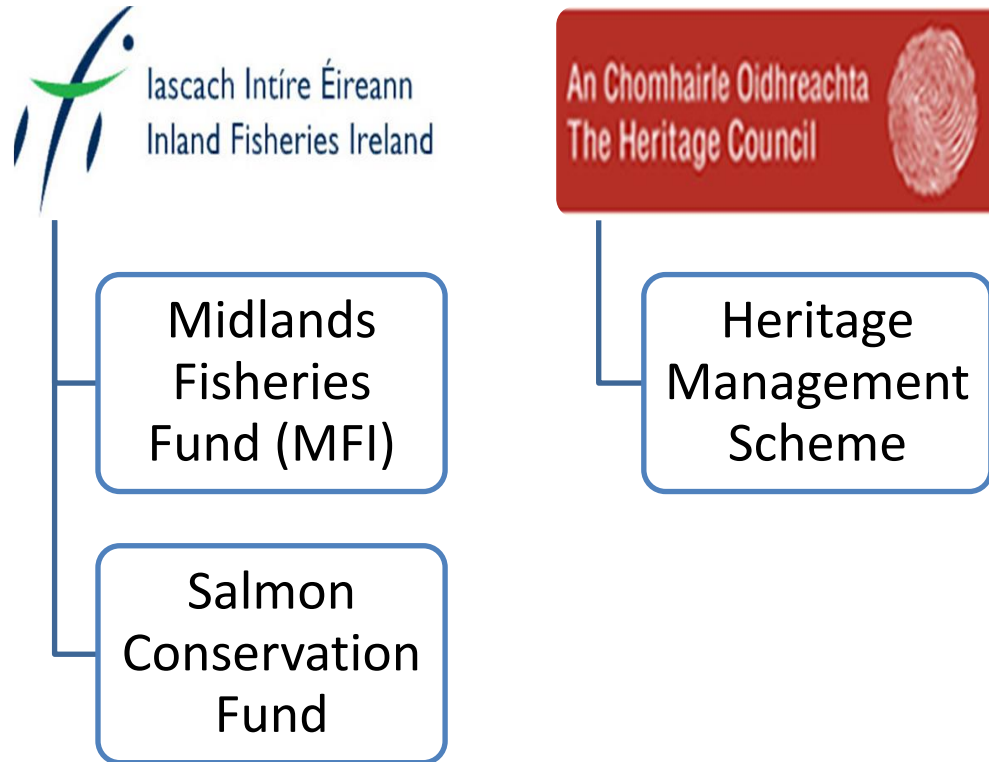 Iascach Intíre Éireann
Inland Fisheries Ireland
Midlands
Fisheries
Fund (MFI)
Salmon
Conservation
Fund
An Chomhairle Oidhreachta
The Heritage Council
Heritage
Management
Scheme